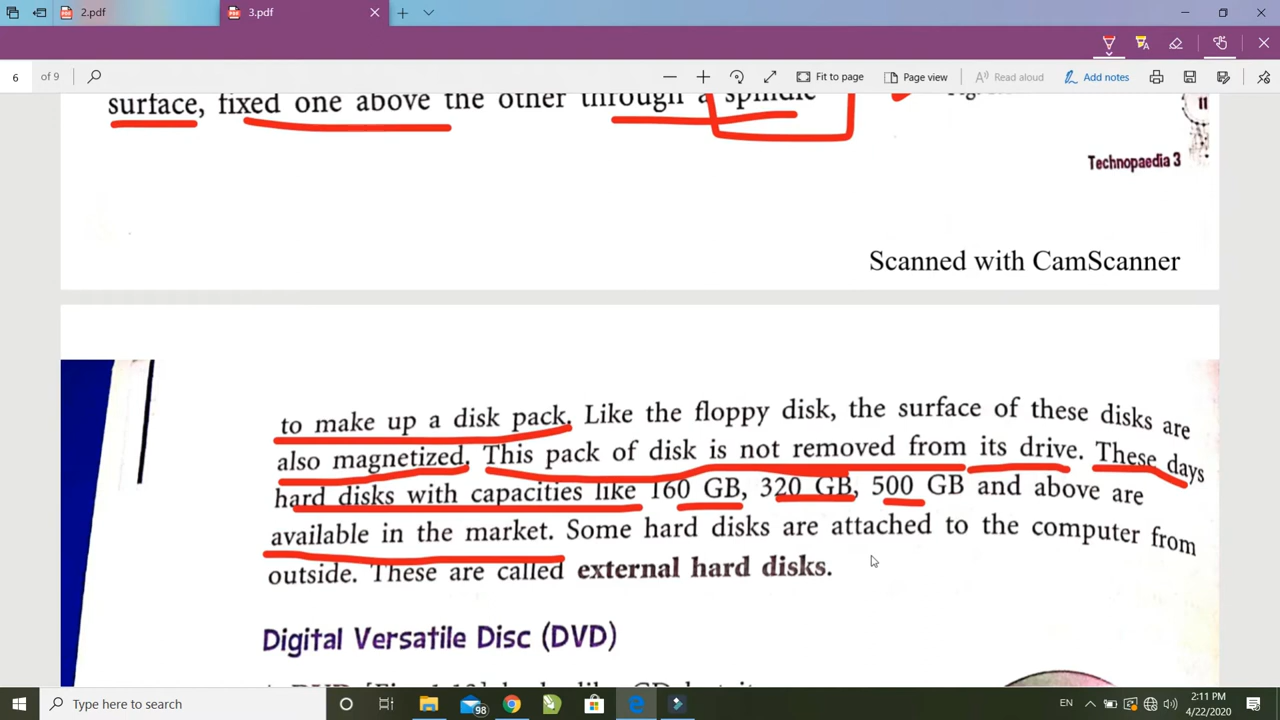 2.pdf
3.pdf
6 of 9
Fit to page
Page view
Read aloud
Add notes
surface, fixed one above the other through a spindle
11
Technopaedia 3
Scanned with CamScanner
to make up a disk pack. Like the floppy disk, the surface of these disks are
also magnetized. This pack of disk is not removed from its drive. These days
hard disks with capacities like 160 GB, 320 GB, 500 GB and above are
available in the market. Some hard disks are attached to the computer from
outside. These are called external hard disks.
Digital Versatile Disc (DVD)
Type here to search
98
EN
2:11 PM
4/22/2020